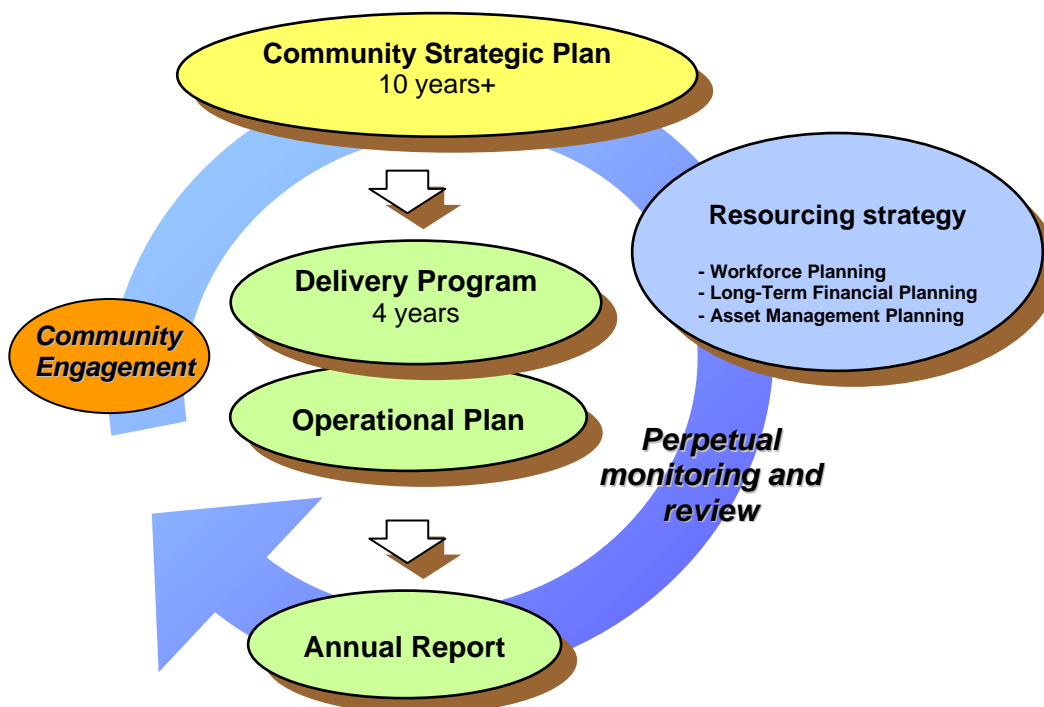 Community Strategic Plan
10 years+
Resourcing strategy
- Workforce Planning
- Long-Term Financial Planning
- Asset Management Planning
Delivery Program
4 years
Community
Engagement
Operational Plan
Perpetual
monitoring and
review
Annual Report